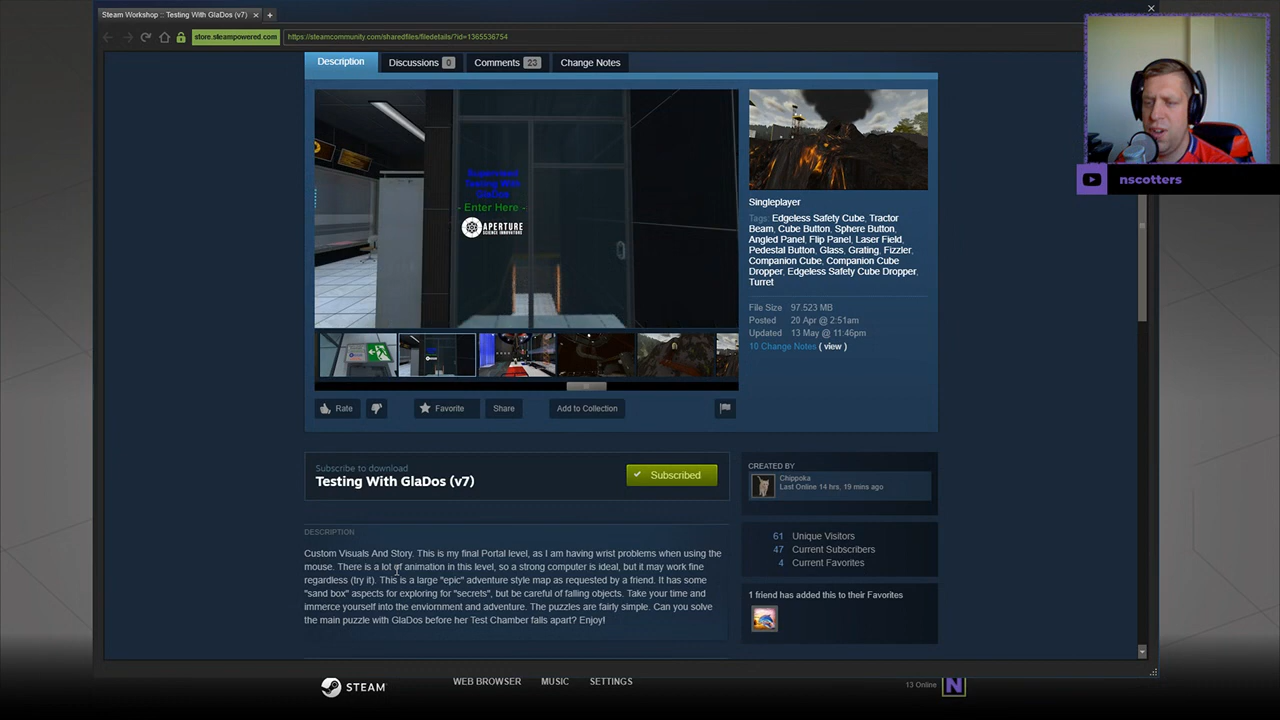 Steam Workshop :: Testing With GlaDos (v7)
store.steampowered.com
https://steamcommunity.com/sharedfiles/filedetails/?id=1365536754
Description
Discussions 0
Comments 23
Change Notes
Testing With
GlaDos
- Enter Here -
APERTURE
SCIENCE INNOVATORS
nscotters
Singleplayer
Tags: Edgeless Safety Cube, Tractor
Beam, Cube Button, Sphere Button,
Angled Panel, Flip Panel, Laser Field,
Pedestal Button, Glass, Grating, Fizzler,
Companion Cube, Companion Cube
Dropper, Edgeless Safety Cube Dropper,
Turret
File Size 97.523 MB
Posted 20 Apr @ 2:51am
Updated 13 May @ 11:46pm
10 Change Notes ( view )
Rate
Favorite
Share
Add to Collection
Subscribe to download
Testing With GlaDos (v7)
Subscribed
CREATED BY
Chippoka
Last Online 14 hrs, 19 mins ago
DESCRIPTION
Custom Visuals And Story. This is my final Portal level, as I am having wrist problems when using the
mouse. There is a lot of animation in this level, so a strong computer is ideal, but it may work fine
regardless (try it). This is a large "epic" adventure style map as requested by a friend. It has some
"sand box" aspects for exploring for "secrets", but be careful of falling objects. Take your time and
immerce yourself into the enviornment and adventure. The puzzles are fairly simple. Can you solve
the main puzzle with GlaDos before her Test Chamber falls apart? Enjoy!
61 Unique Visitors
47 Current Subscribers
4 Current Favorites
1 friend has added this to their Favorites
STEAM
WEB BROWSER
MUSIC
SETTINGS
13 Online
N